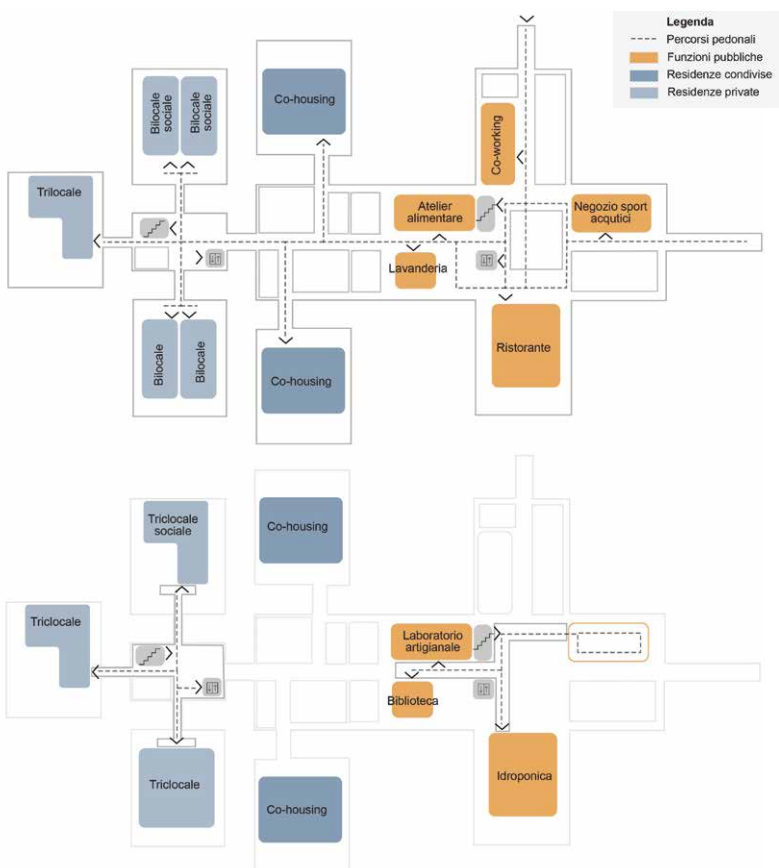 Legenda
Percorsi pedonali
Funzioni pubbliche
Residenze condivise
Residenze private
Bilocale
sociale
Bilocale
sociale
Co-housing
Co-working
Trilocale
Atelier
alimentare
Negozio sport
acqutici
Lavanderia
Bilocale
Bilocale
Co-housing
Ristorante
Triclocale
sociale
Co-housing
Triclocale
Laboratorio
artigianale
Biblioteca
Triclocale
Co-housing
Idroponica